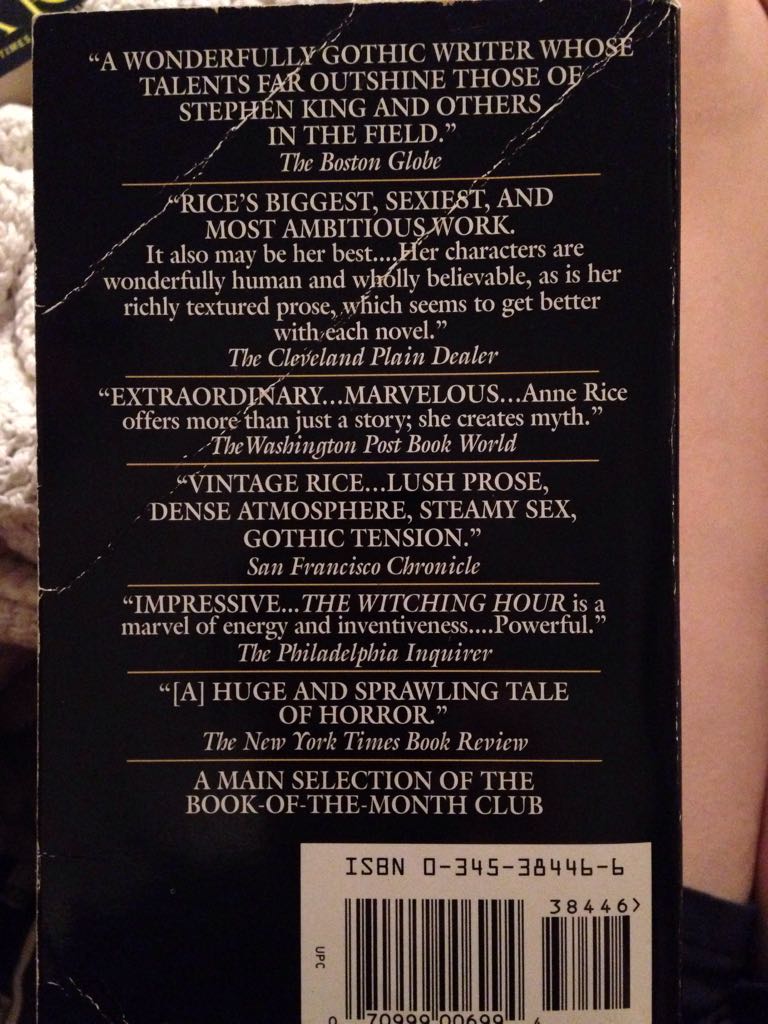 TIMES
“A WONDERFULLY GOTHIC WRITER WHOSE
TALENTS FAR OUTSHINE THOSE OF
STEPHEN KING AND OTHERS
IN THE FIELD.”
The Boston Globe
“RICE’S BIGGEST, SEXIEST, AND
MOST AMBITIOUS WORK.
It also may be her best....Her characters are
wonderfully human and wholly believable, as is her
richly textured prose, which seems to get better
with each novel.”
The Cleveland Plain Dealer
“EXTRAORDINARY...MARVELOUS...Anne Rice
offers more than just a story; she creates myth.”
The Washington Post Book World
“VINTAGE RICE...LUSH PROSE,
DENSE ATMOSPHERE, STEAMY SEX,
GOTHIC TENSION.”
San Francisco Chronicle
“IMPRESSIVE...THE WITCHING HOUR is a
marvel of energy and inventiveness....Powerful.”
The Philadelphia Inquirer
“[A] HUGE AND SPRAWLING TALE
OF HORROR.”
The New York Times Book Review
A MAIN SELECTION OF THE
BOOK-OF-THE-MONTH CLUB
ISBN 0-345-38446-6
38446>
UPC
0 70999 00699 4